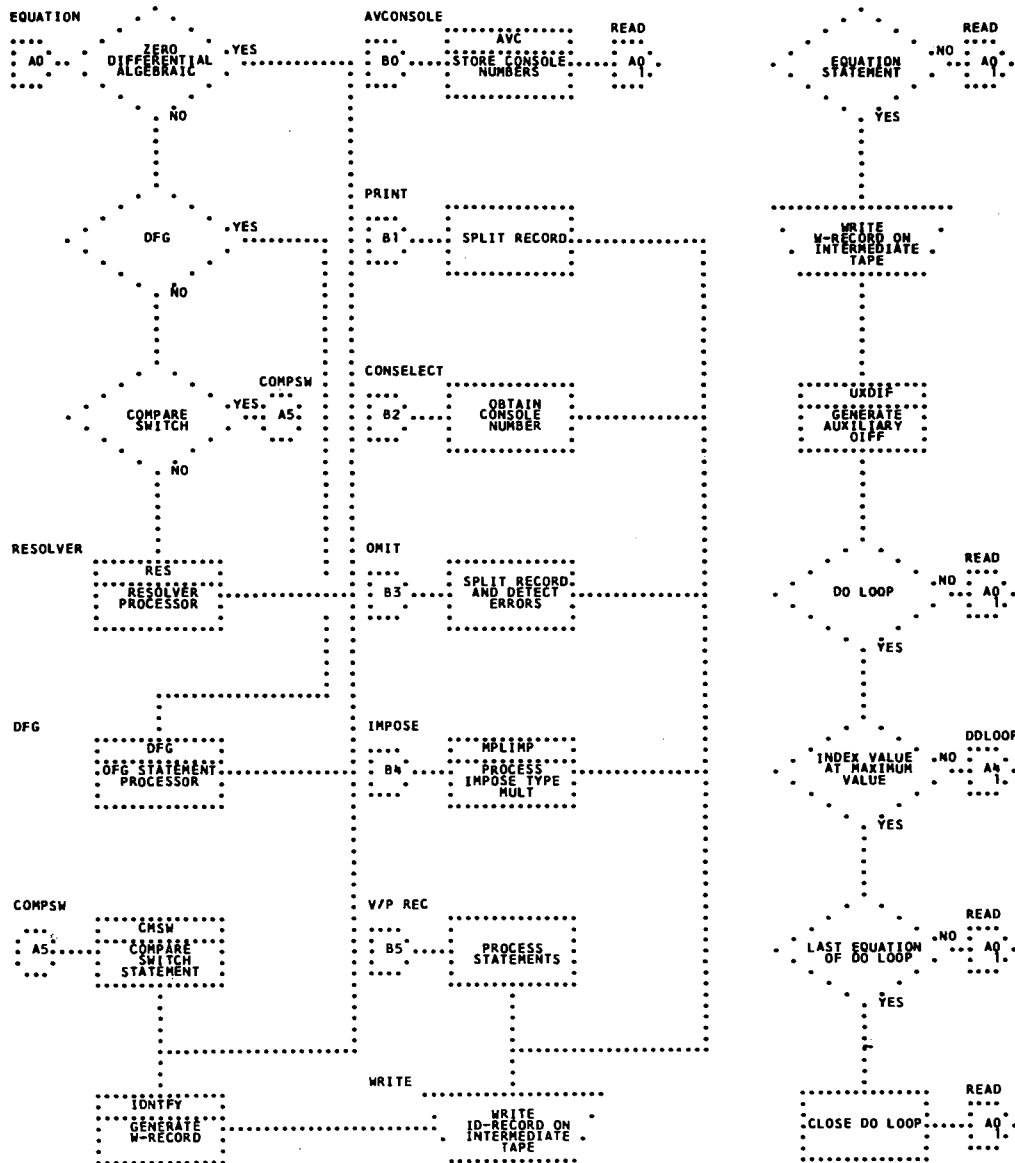 EQUATION
A0
ZERO
DIFFERENTIAL
ALGEBRAIC
YES
NO
DFG
YES
NO
COMPARE
SWITCH
YES
COMPSW
A5
NO
RESOLVER
RES
RESOLVER
PROCESSOR
DFG
DFG
OFG STATEMENT
PROCESSOR
COMPSW
A5
CMSW
COMPARE
SWITCH
STATEMENT
IDNTFY
GENERATE
W-RECORD
AVCONSOLE
B0
AVC
STORE CONSOLE
NUMBERS
READ
A0
1
PRINT
B1
SPLIT RECORD
CONSELECT
B2
OBTAIN
CONSOLE
NUMBER
OMIT
B3
SPLIT RECORD
AND DETECT
ERRORS
IMPOSE
B4
MPLIMP
PROCESS
IMPOSE TYPE
MULT
V/P REC
B5
PROCESS
STATEMENTS
WRITE
WRITE
ID-RECORD ON
INTERMEDIATE
TAPE
EQUATION
STATEMENT
NO
READ
A0
1
YES
WRITE
W-RECORD ON
INTERMEDIATE
TAPE
UXDIF
GENERATE
AUXILIARY
OIFF
DO LOOP
NO
READ
A0
1
YES
INDEX VALUE
AT MAXIMUM
VALUE
NO
DDLOOP
A4
1
YES
LAST EQUATION
OF DO LOOP
NO
READ
A0
1
YES
CLOSE DO LOOP
READ
A0
1